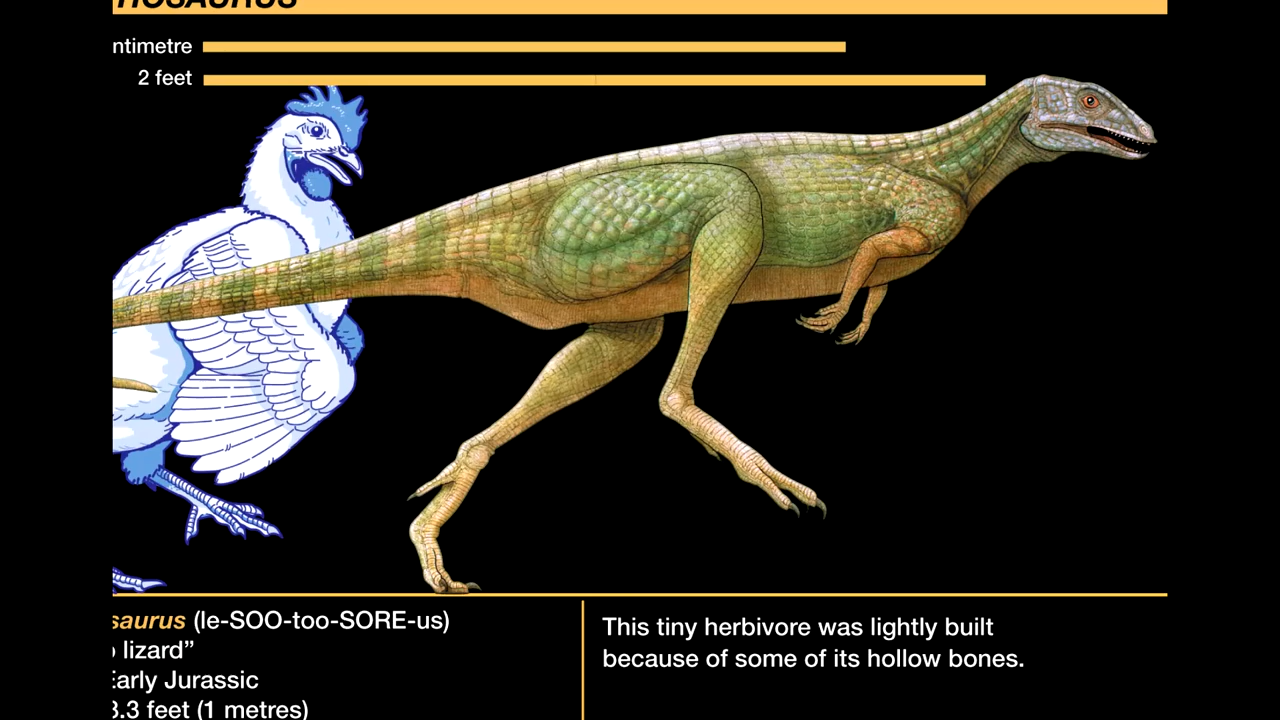 ntimetre
2 feet
saurus (le-SOO-too-SORE-us)
lizard”
Early Jurassic
3.3 feet (1 metres)
This tiny herbivore was lightly built
because of some of its hollow bones.